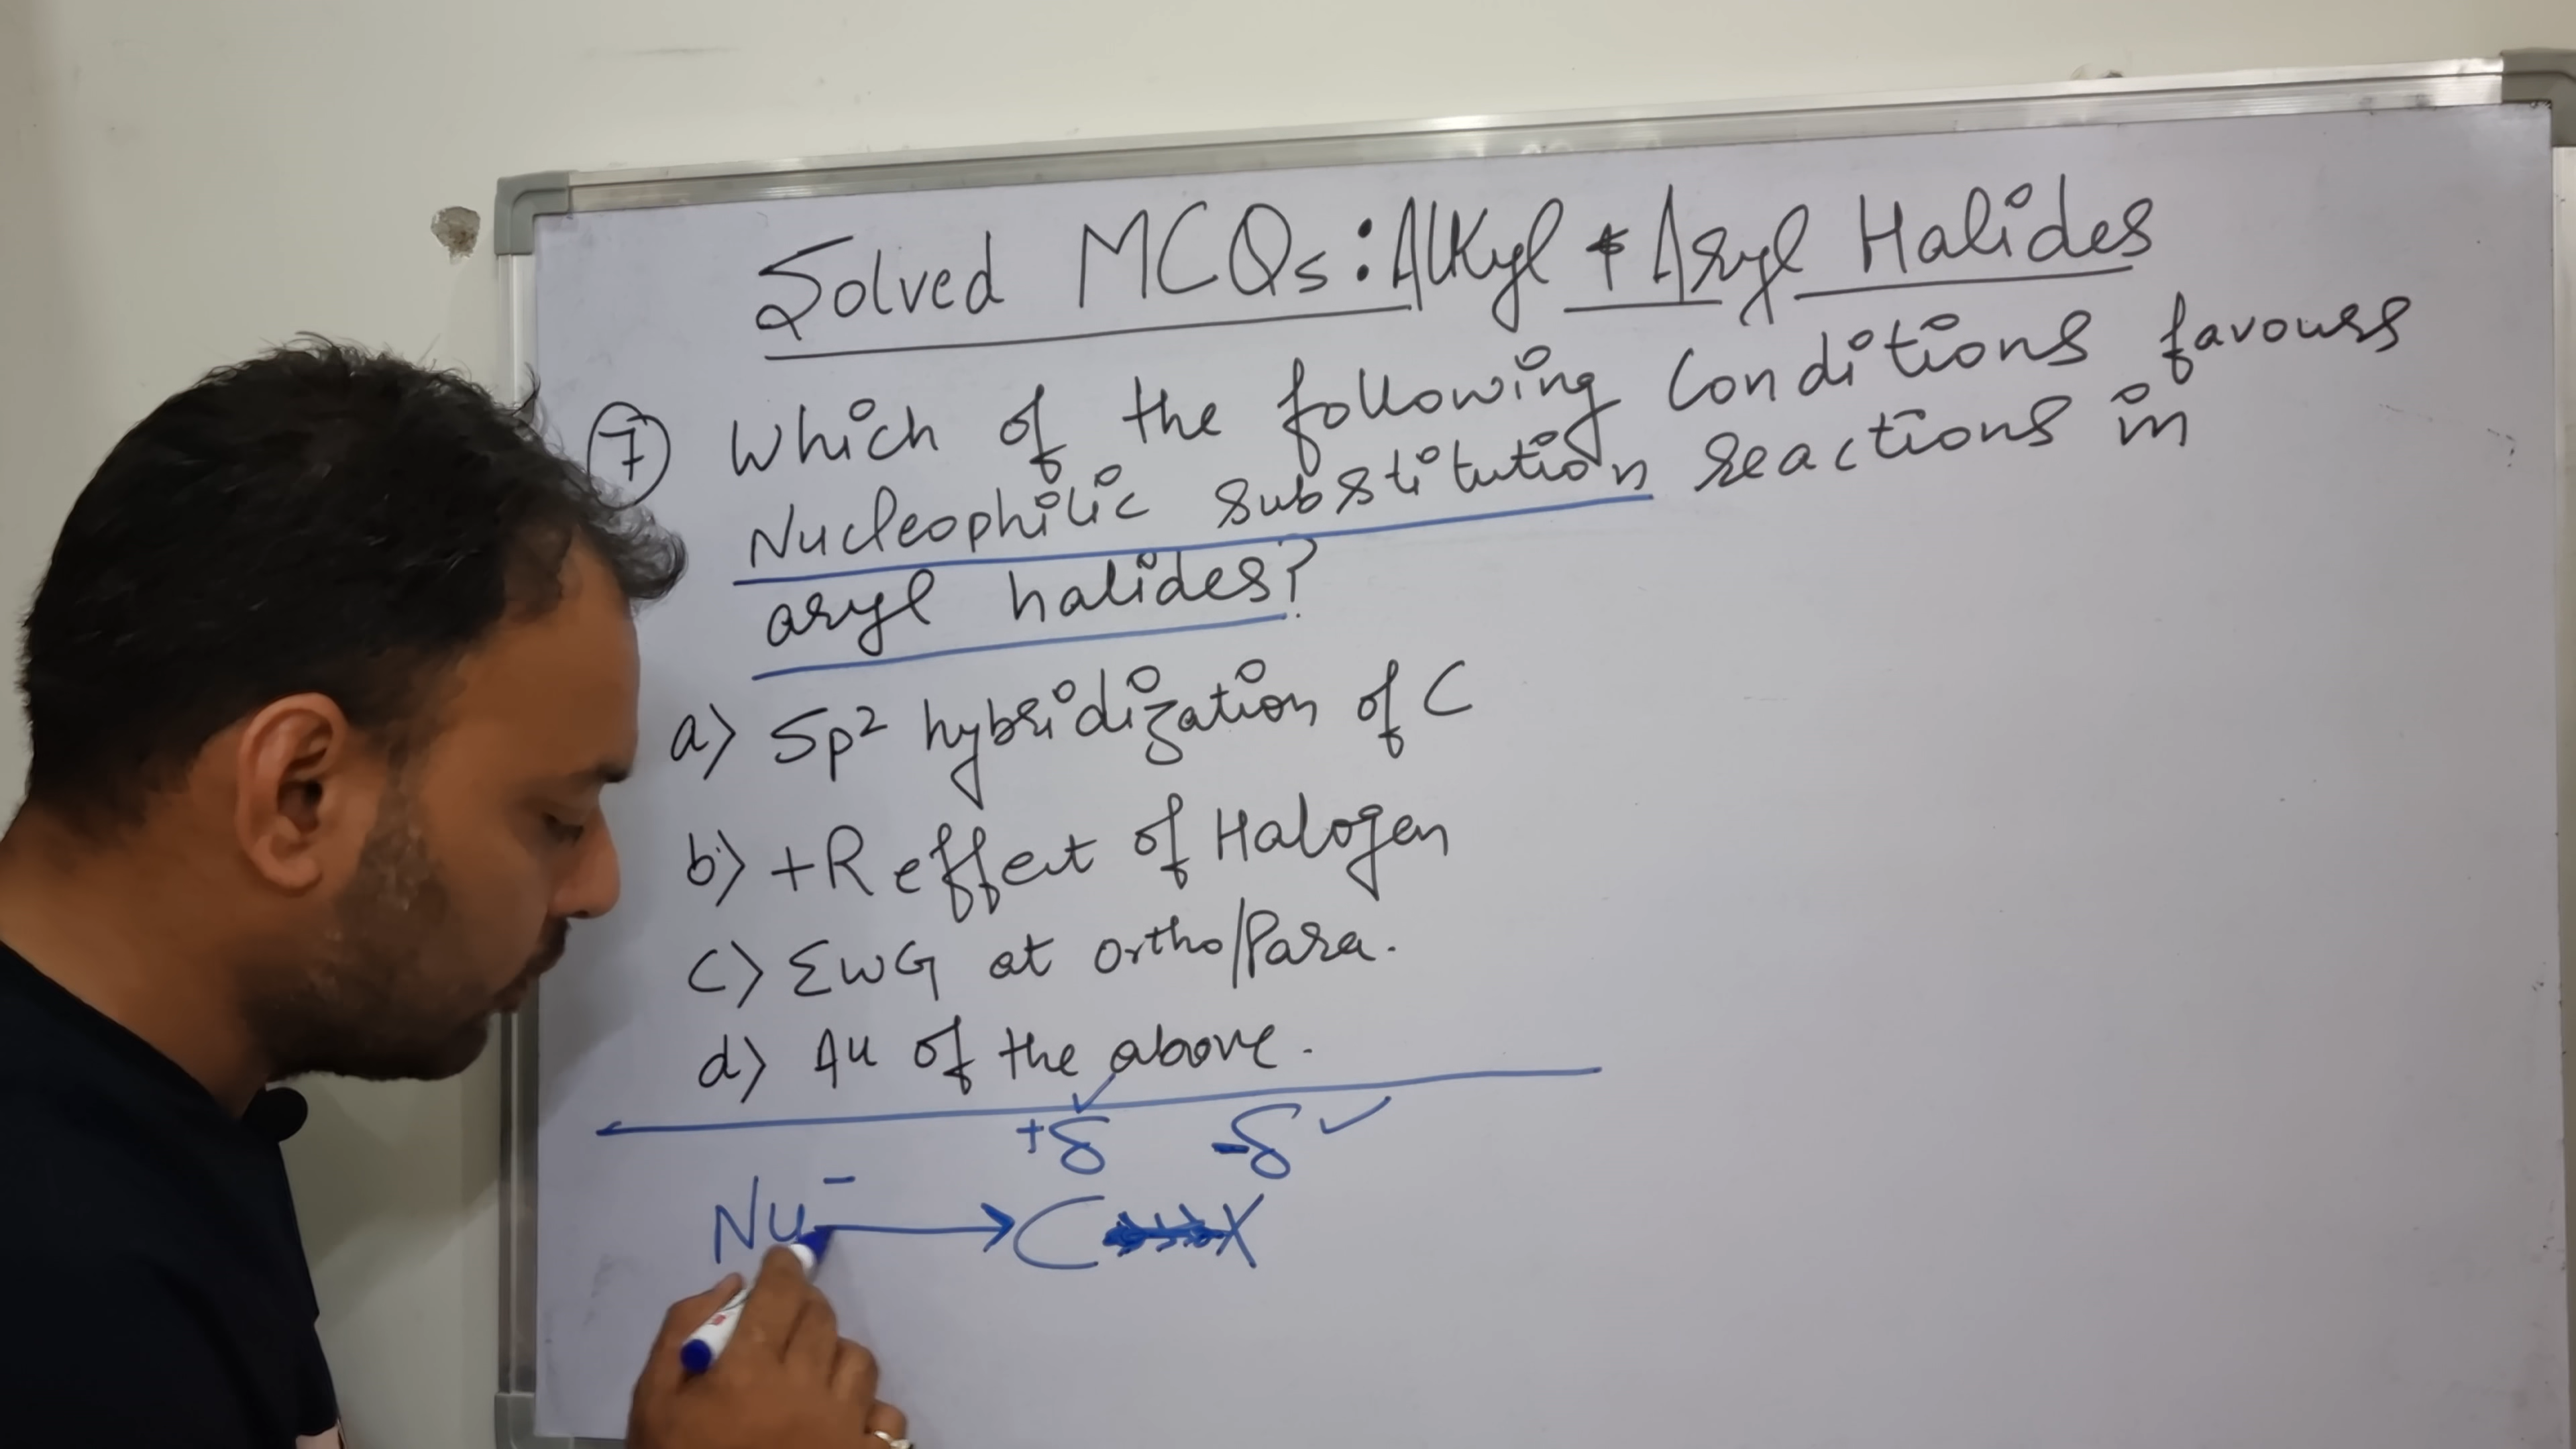 Solved MCQs: Alkyl & Aryl Halides
7 Which of the following Conditions favours
Nucleophilic substitution reactions in
aryl halides?
a) Sp² hybridization of C
b) +R effect of Halogen
c) EWG at ortho/Para.
d) All of the above.
+δ -δ
Nu⁻ → C X